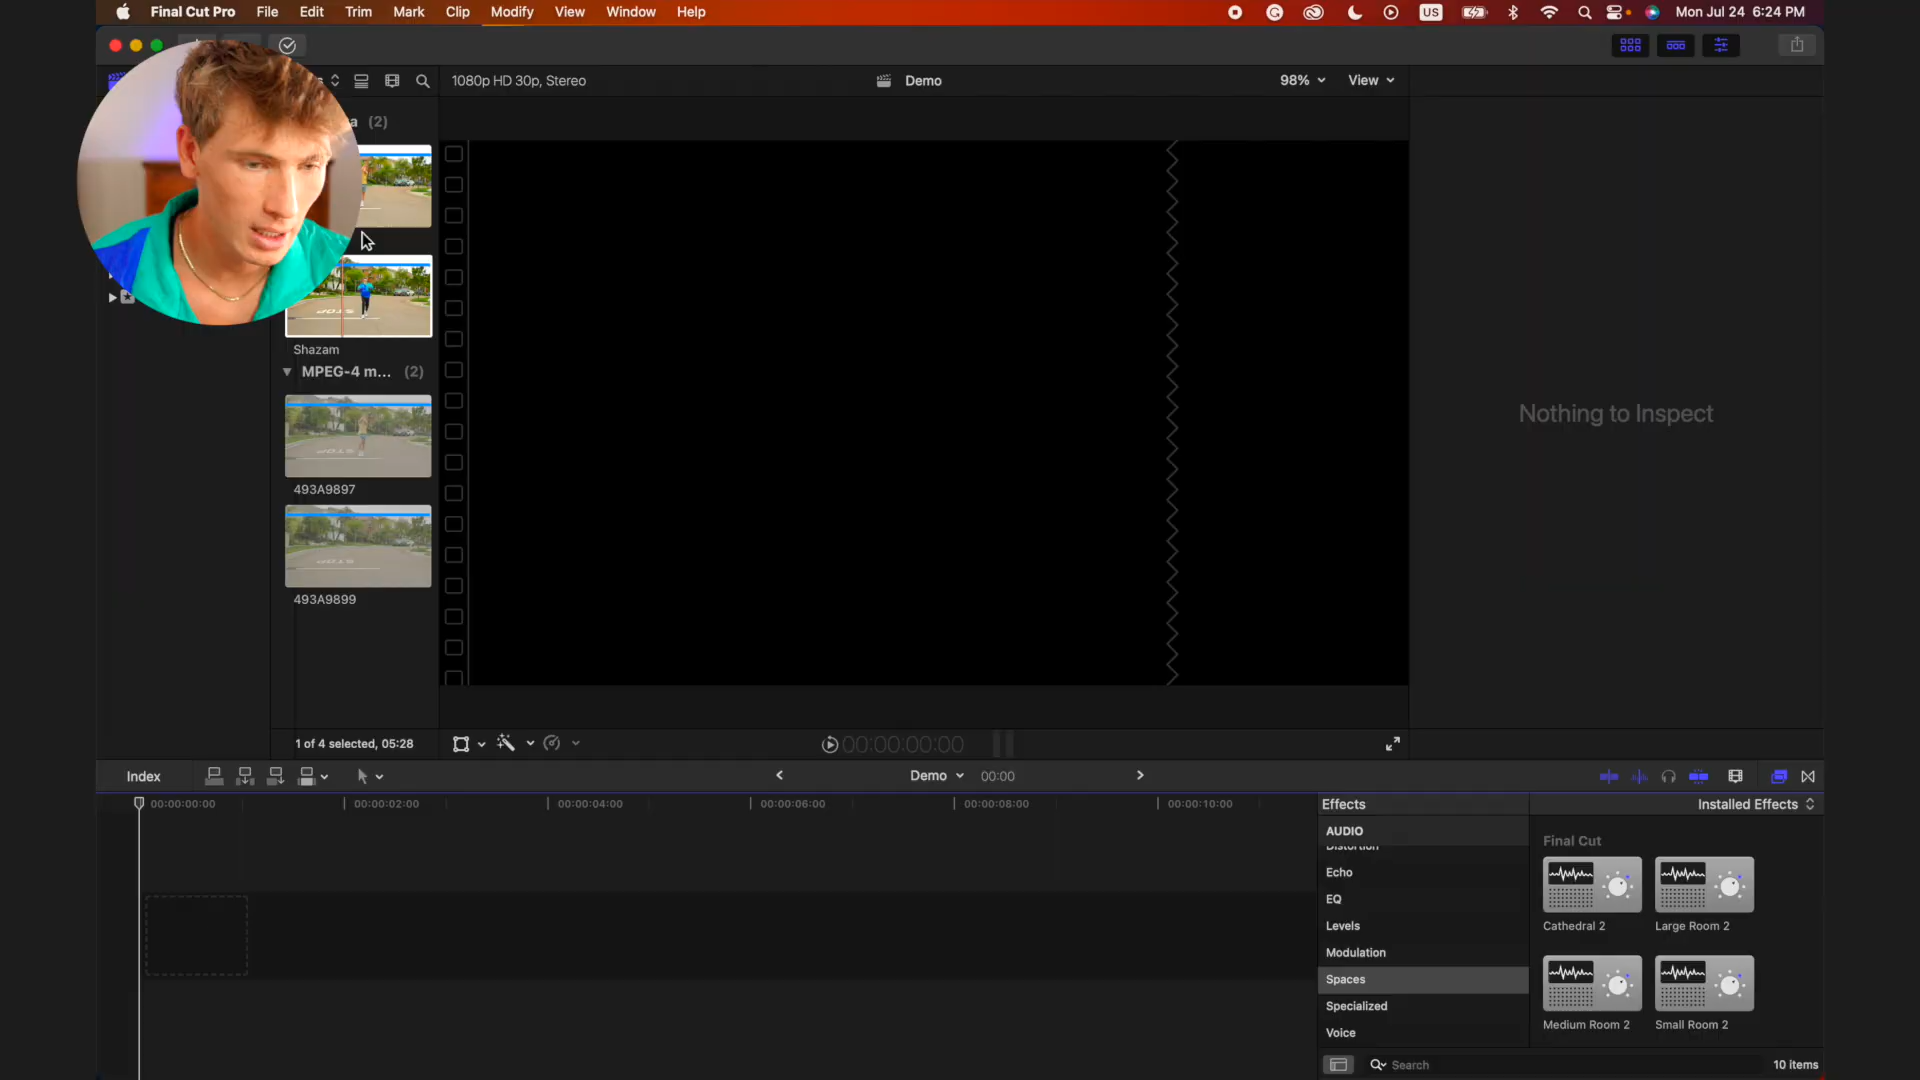 Final Cut Pro File Edit Trim Mark Clip Modify View Window Help US Mon Jul 24 6:24 PM
1080p HD 30p, Stereo Demo 98% View
(2)
Shazam
MPEG-4 m... (2)
493A9897
493A9899
Nothing to Inspect
1 of 4 selected, 05:28 00:00:00:00
Index Demo 00:00
00:00:00:00 00:00:02:00 00:00:04:00 00:00:06:00 00:00:08:00 00:00:10:00
Effects Installed Effects
AUDIO
Distortion
Echo
EQ
Levels
Modulation
Spaces
Specialized
Voice
Final Cut
Cathedral 2 Large Room 2
Medium Room 2 Small Room 2
Search 10 items